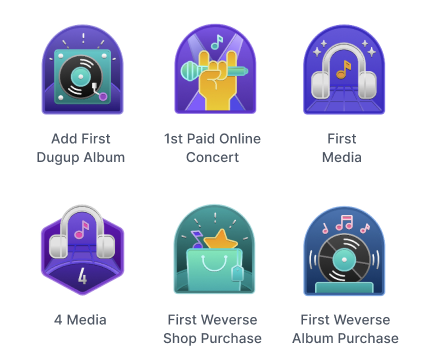 Add First
Dugup Album
1st Paid Online
Concert
First
Media
4
4 Media
First Weverse
Shop Purchase
First Weverse
Album Purchase